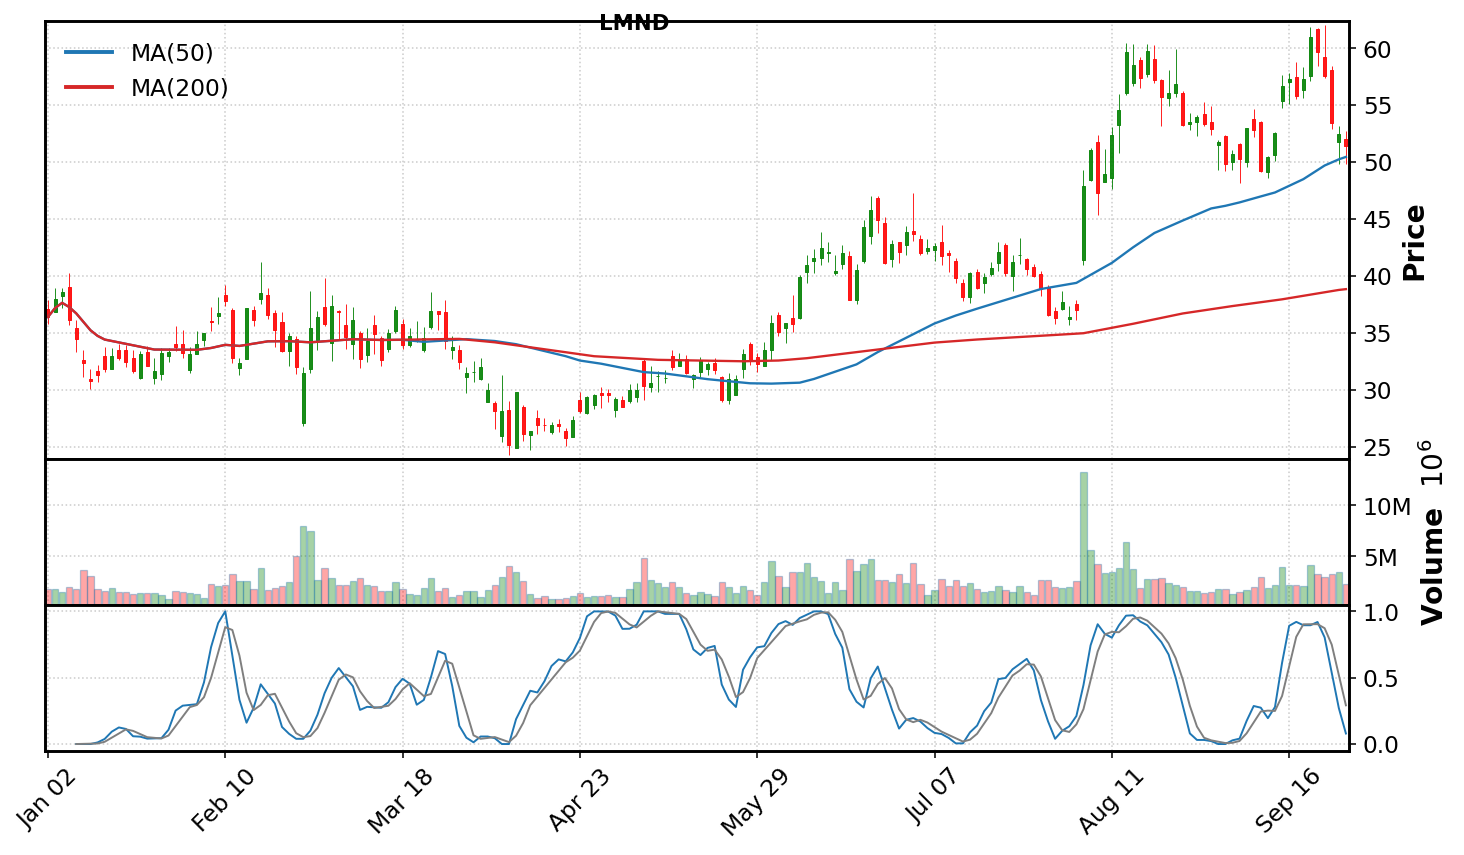 LMND
MA(50)
MA(200)
60
55
50
45
40
35
30
25
Price
10M
5M
Volume 10⁶
1.0
0.5
0.0
Jan 02
Feb 10
Mar 18
Apr 23
May 29
Jul 07
Aug 11
Sep 16